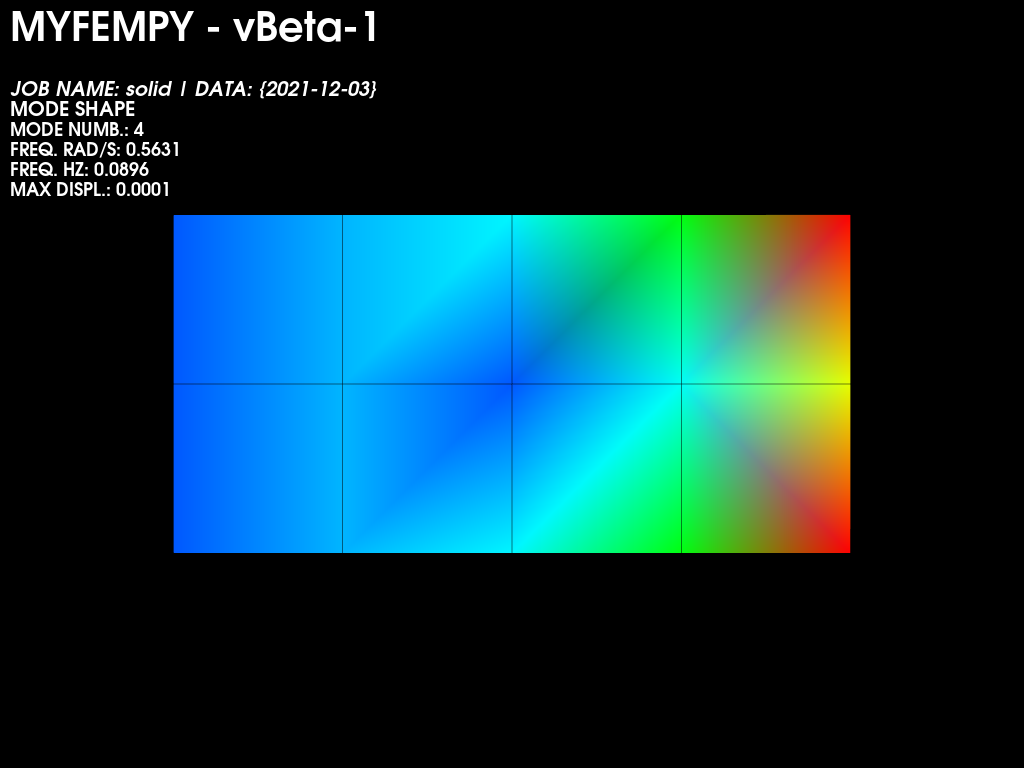 MYFEMPY - vBeta-1
JOB NAME: solid | DATA: {2021-12-03}
MODE SHAPE
MODE NUMB.: 4
FREQ. RAD/S: 0.5631
FREQ. HZ: 0.0896
MAX DISPL.: 0.0001